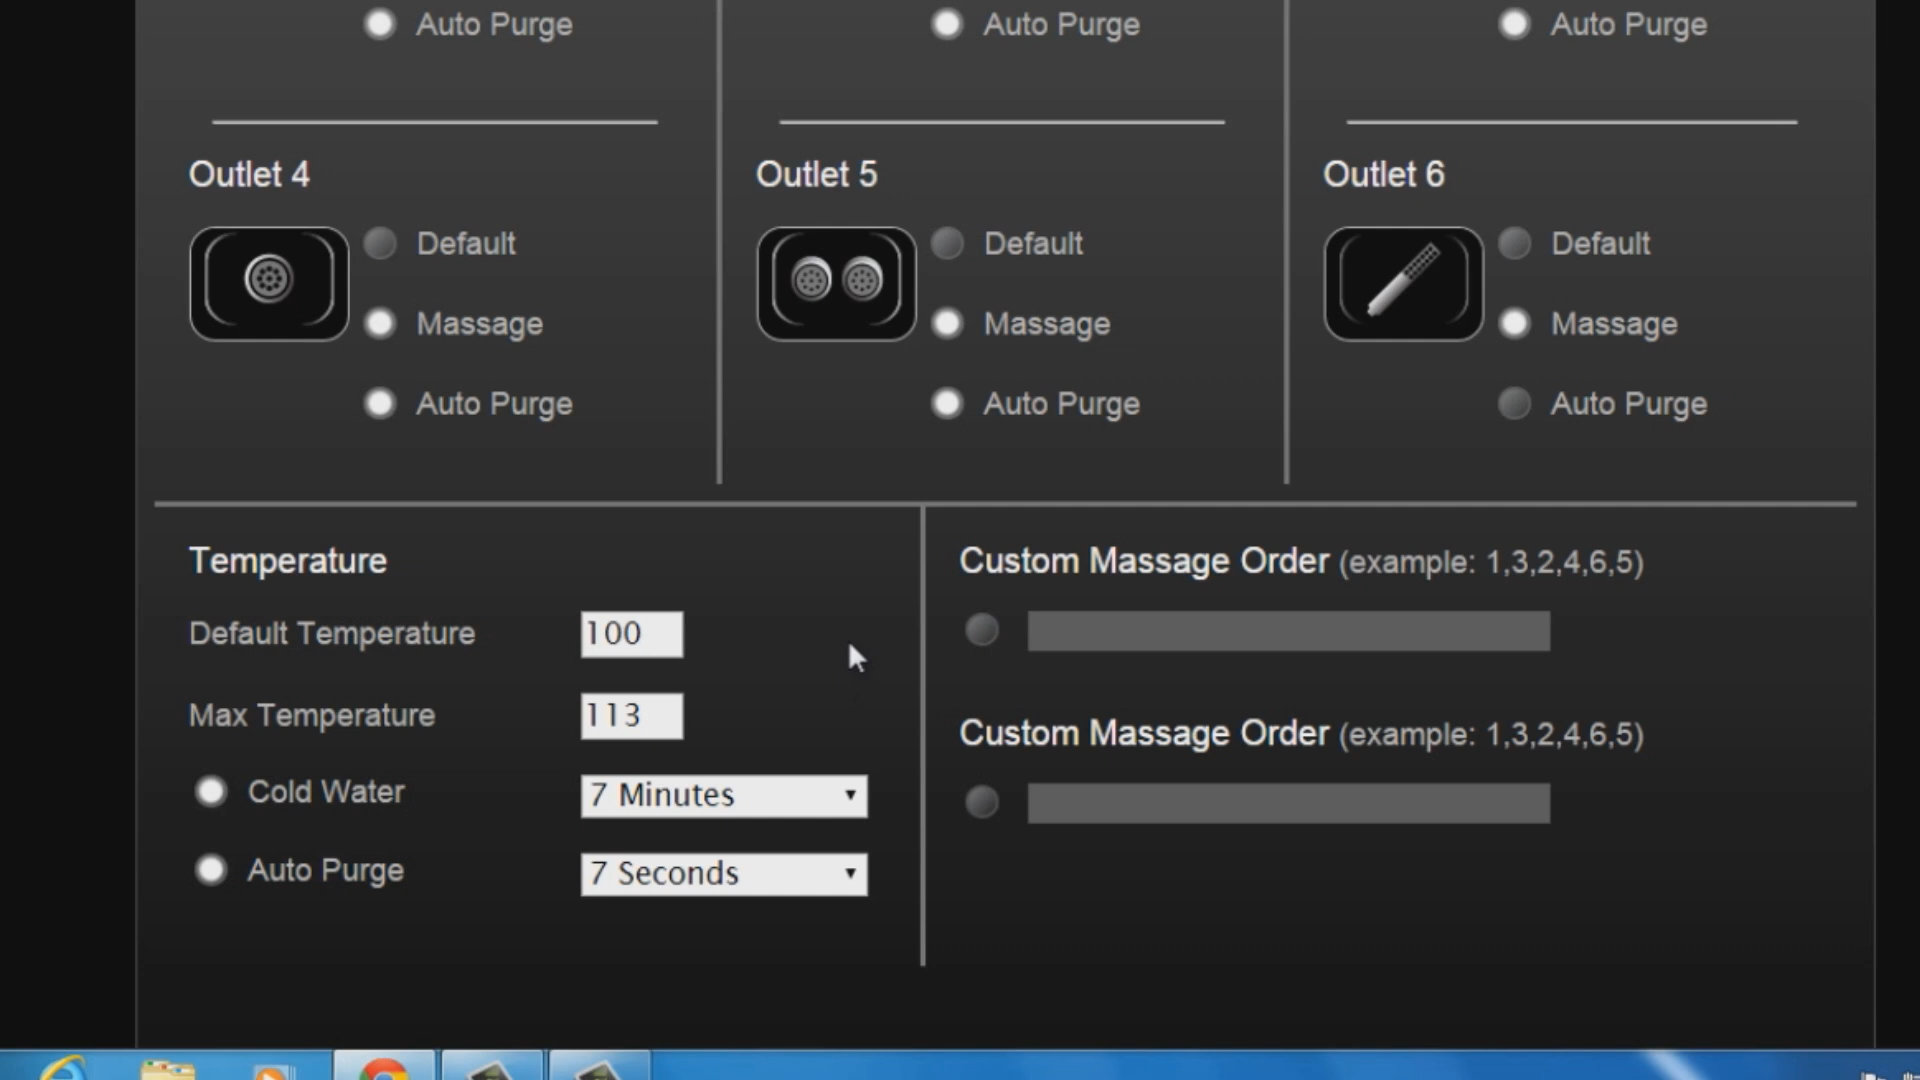 Auto Purge
Auto Purge
Auto Purge
Outlet 4
Default
Massage
Auto Purge
Outlet 5
Default
Massage
Auto Purge
Outlet 6
Default
Massage
Auto Purge
Temperature
Default Temperature 100
Max Temperature 113
Cold Water 7 Minutes
Auto Purge 7 Seconds
Custom Massage Order (example: 1,3,2,4,6,5)
Custom Massage Order (example: 1,3,2,4,6,5)